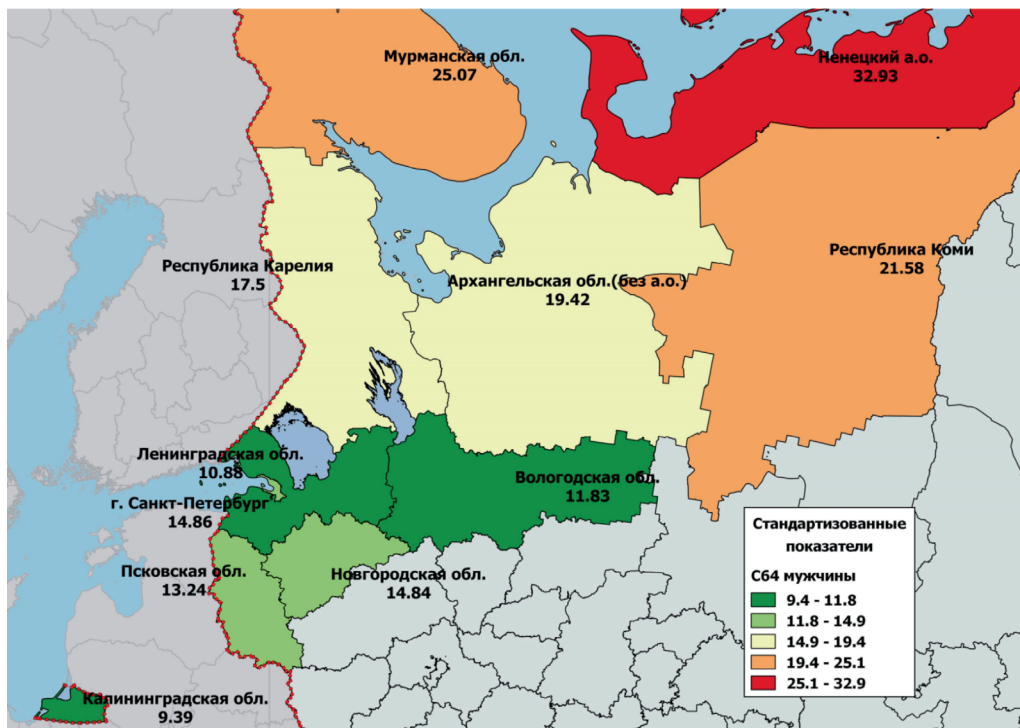 Мурманская обл.
25.07
Ненецкий а.о.
32.93
Республика Карелия
17.5
Архангельская обл.(без а.о.)
19.42
Республика Коми
21.58
Ленинградская обл.
10.88
Вологодская обл.
11.83
г. Санкт-Петербург
14.86
Псковская обл.
13.24
Новгородская обл.
14.84
Калининградская обл.
9.39
Стандартизованные
показатели
С64 мужчины
9.4 - 11.8
11.8 - 14.9
14.9 - 19.4
19.4 - 25.1
25.1 - 32.9